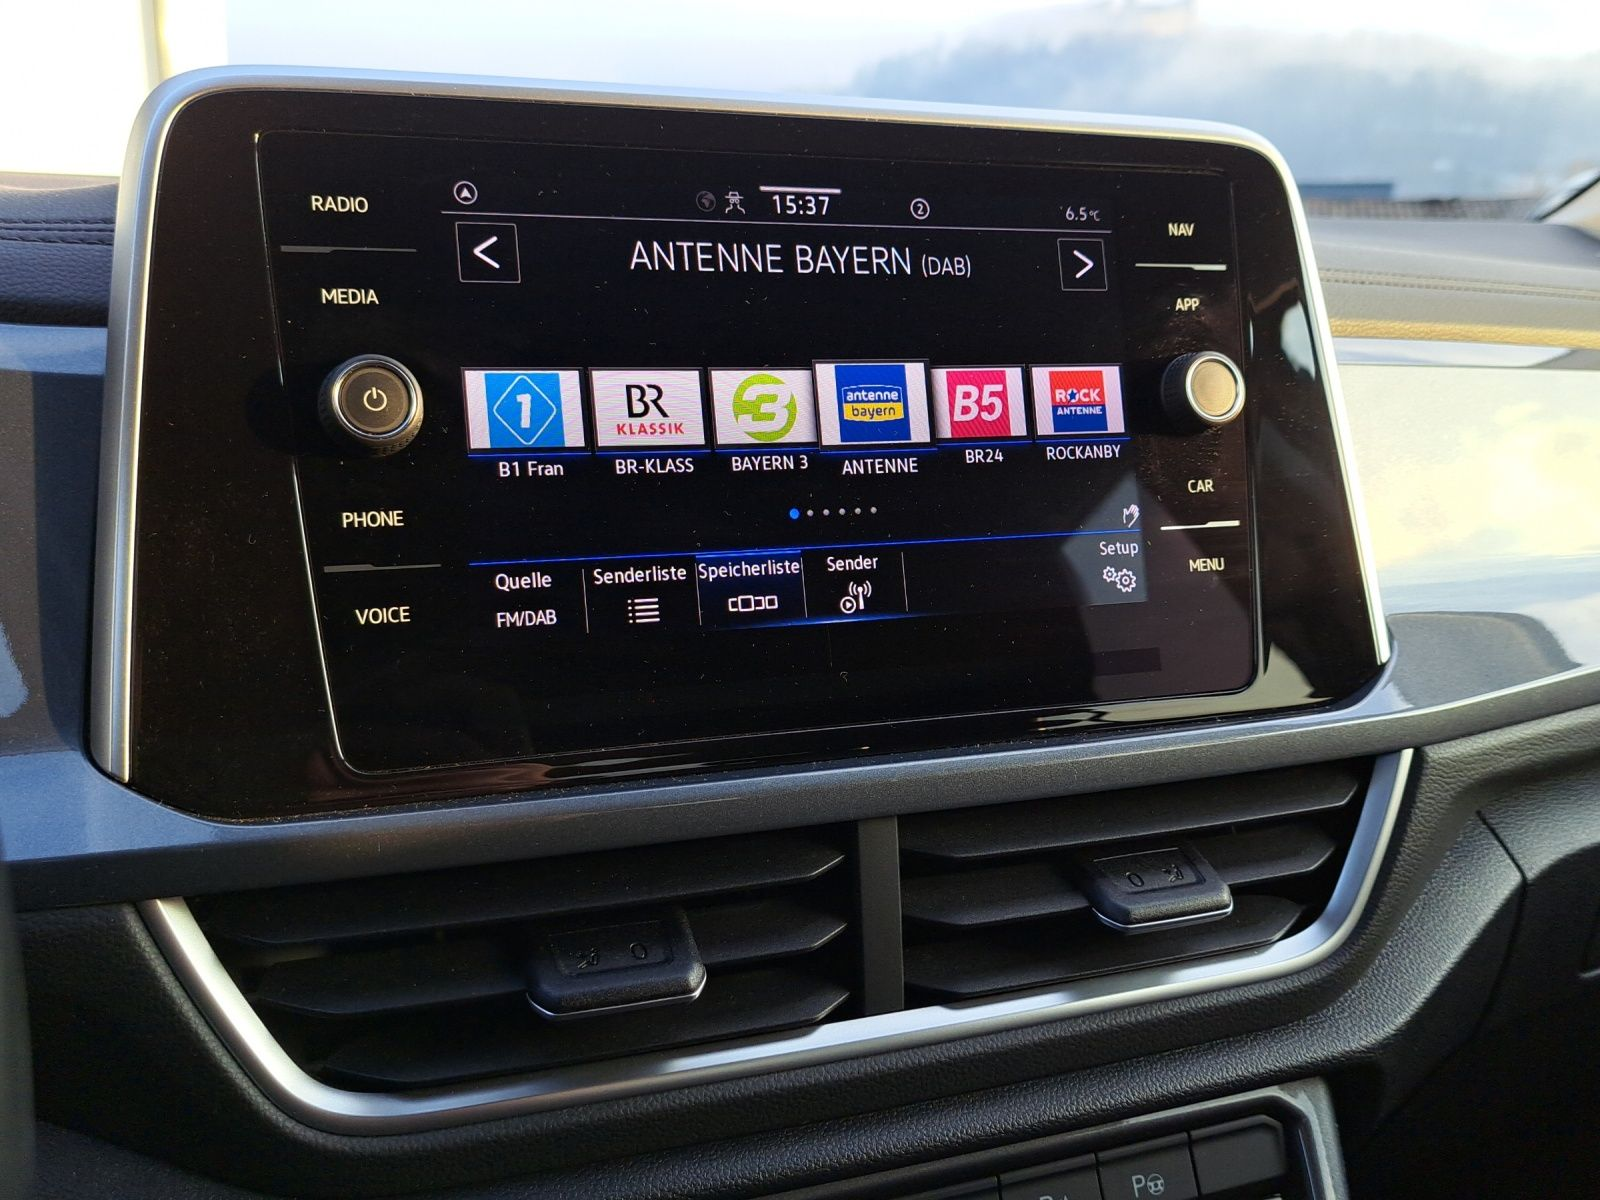 RADIO
MEDIA
PHONE
VOICE
15:37
2
6.5°C
< ANTENNE BAYERN (DAB) >
1
BR KLASSIK
3
antenne bayern
B5
ROCK ANTENNE
B1 Fran
BR-KLASS
BAYERN 3
ANTENNE
BR24
ROCKANBY
Quelle
FM/DAB
Senderliste
Speicherliste
Sender
Setup
NAV
APP
CAR
MENU